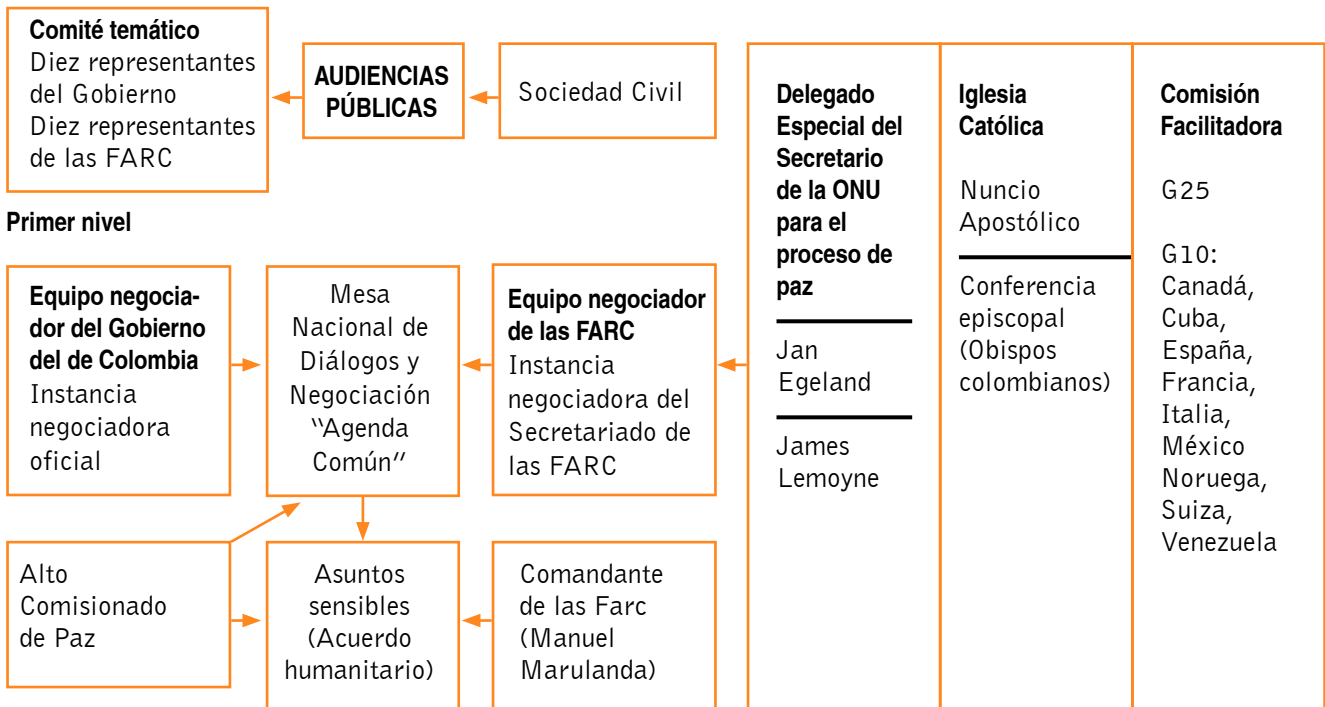 Comité temático
Diez representantes
del Gobierno
Diez representantes
de las FARC
AUDIENCIAS
PÚBLICAS
Sociedad Civil
Primer nivel
Equipo negocia-
dor del Gobierno
del de Colombia
Instancia
negociadora
oficial
Mesa
Nacional de
Diálogos y
Negociación
“Agenda
Común”
Equipo negociador
de las FARC
Instancia
negociadora del
Secretariado de
las FARC
Alto
Comisionado
de Paz
Asuntos
sensibles
(Acuerdo
humanitario)
Comandante
de las Farc
(Manuel
Marulanda)
Delegado
Especial del
Secretario
de la ONU
para el
proceso de
paz
Jan
Egeland
James
Lemoyne
Iglesia
Católica
Nuncio
Apostólico
Conferencia
episcopal
(Obispos
colombianos)
Comisión
Facilitadora
G25
G10:
Canadá,
Cuba,
España,
Francia,
Italia,
México
Noruega,
Suiza,
Venezuela